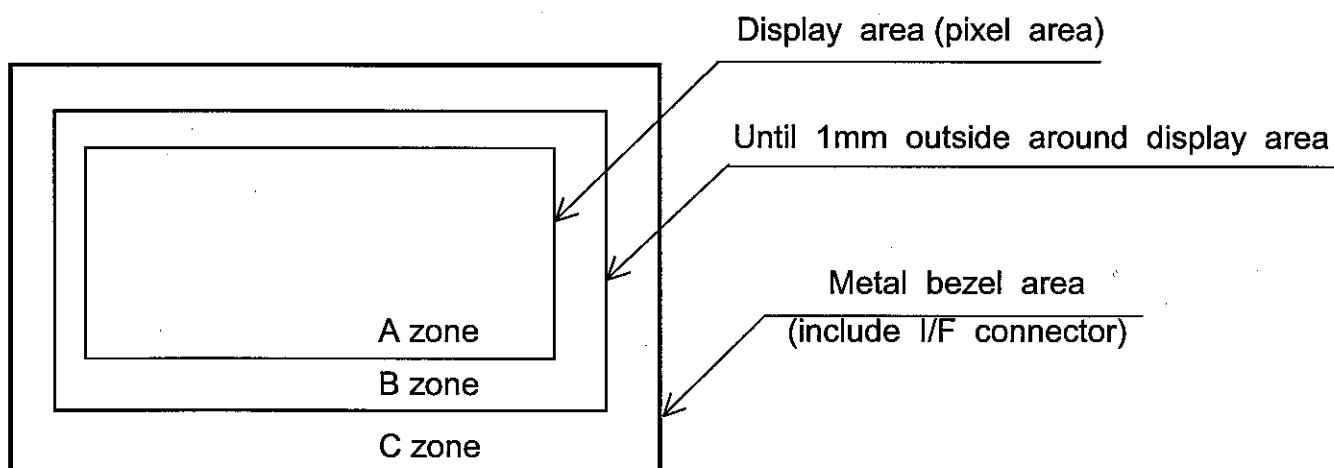 Display area (pixel area)
Until 1mm outside around display area
Metal bezel area
(include I/F connector)
A zone
B zone
C zone